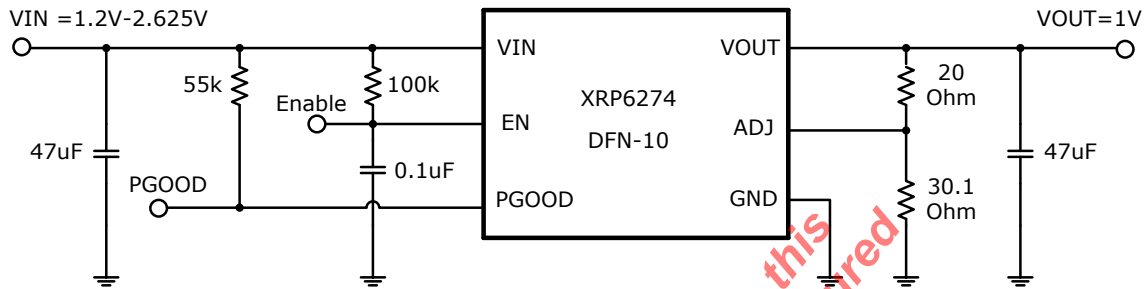 VIN =1.2V-2.625V
VOUT=1V
VIN
VOUT
55k
100k
20
Ohm
Enable
XRP6274
EN
ADJ
DFN-10
47uF
0.1uF
47uF
PGOOD
PGOOD
GND
30.1
Ohm
this